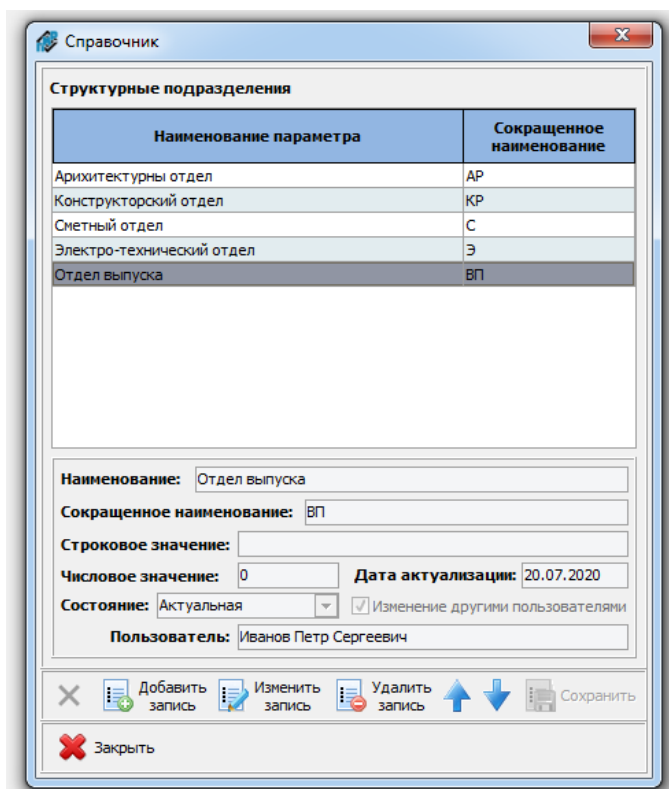 Справочник
Структурные подразделения
Наименование параметра
Сокращенное
наименование
Арихитектурны отдел АР
Конструкторский отдел КР
Сметный отдел С
Электро-технический отдел Э
Отдел выпуска ВП
Наименование: Отдел выпуска
Сокращенное наименование: ВП
Строковое значение:
Числовое значение: 0 Дата актуализации: 20.07.2020
Состояние: Актуальная Изменение другими пользователями
Пользователь: Иванов Петр Сергеевич
Добавить
запись
Изменить
запись
Удалить
запись
Сохранить
Закрыть